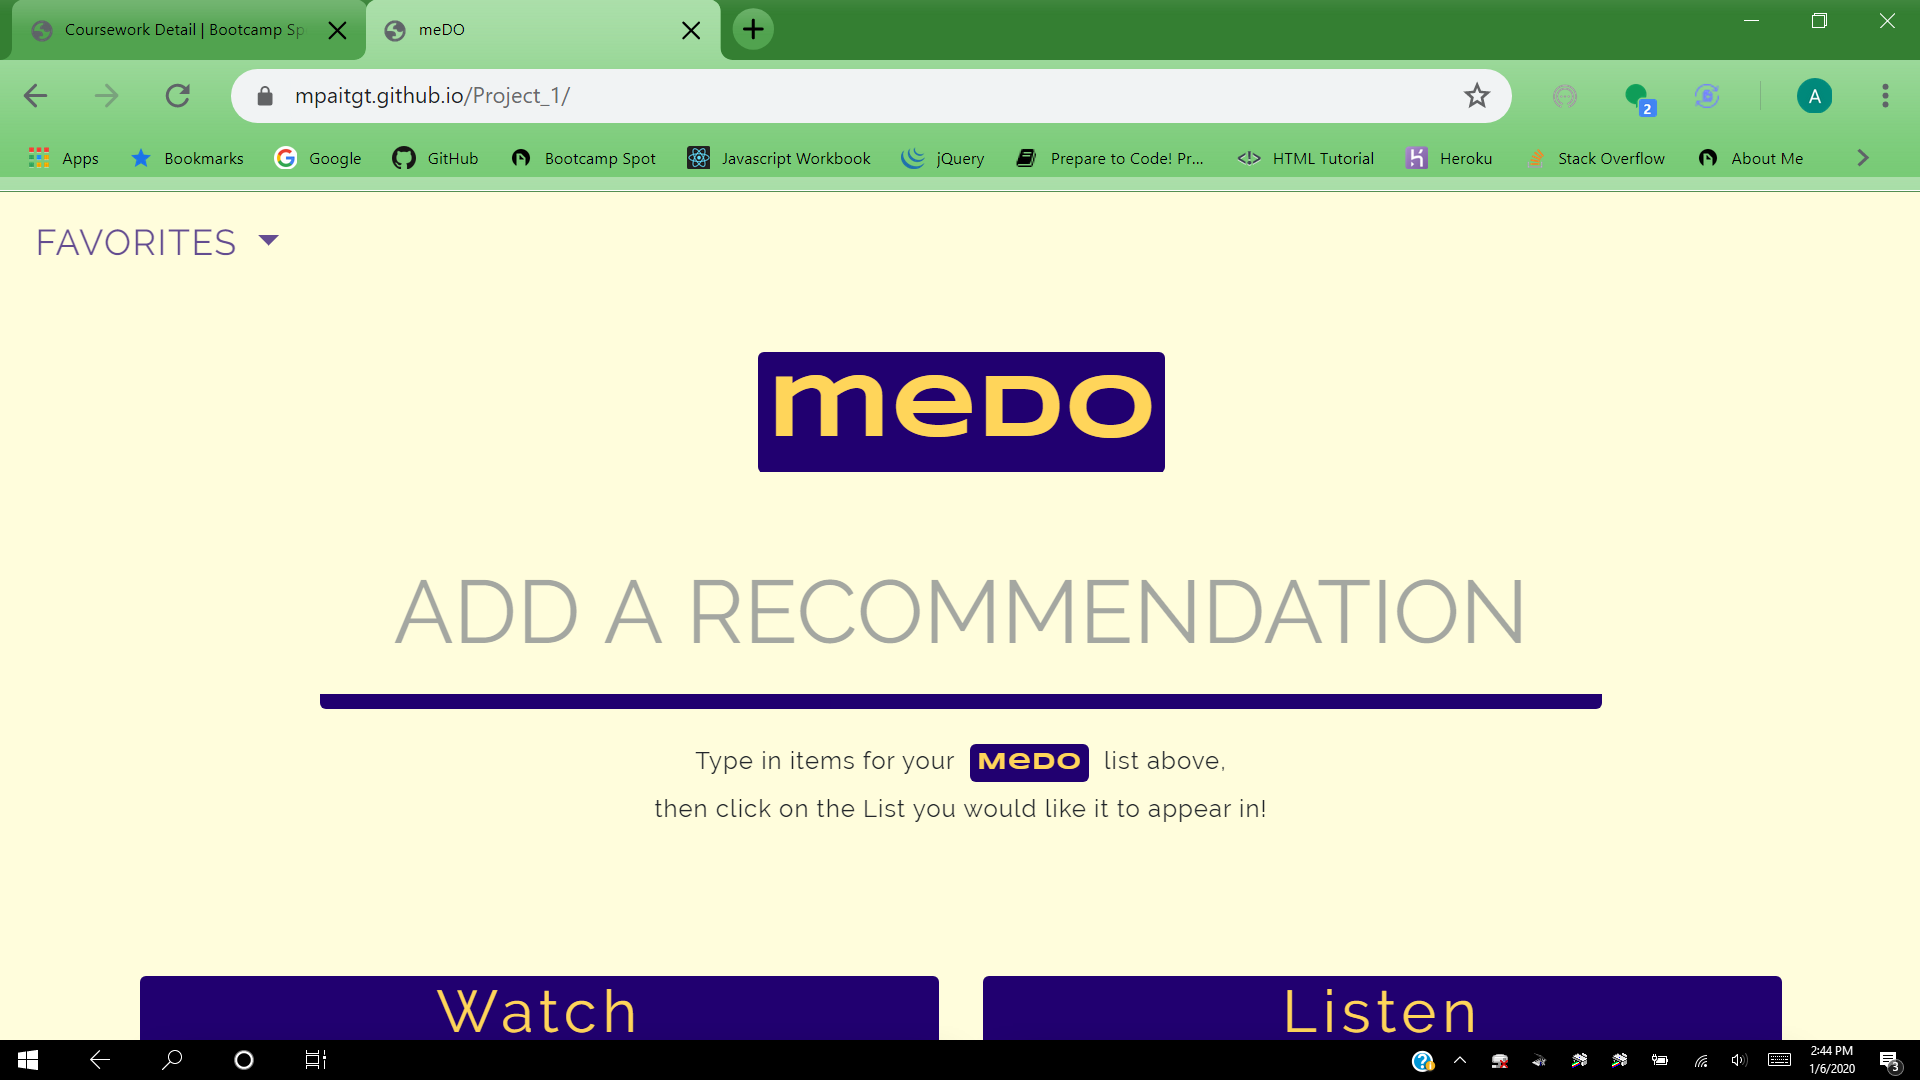 Coursework Detail | Bootcamp Sp
meDO
mpaitgt.github.io/Project_1/
A
2
Apps
Bookmarks
Google
GitHub
Bootcamp Spot
Javascript Workbook
jQuery
Prepare to Code! Pr...
HTML Tutorial
Heroku
Stack Overflow
About Me
FAVORITES
meDO
ADD A RECOMMENDATION
Type in items for your MeDO list above,
then click on the List you would like it to appear in!
Watch
Listen
2:44 PM
1/6/2020
3